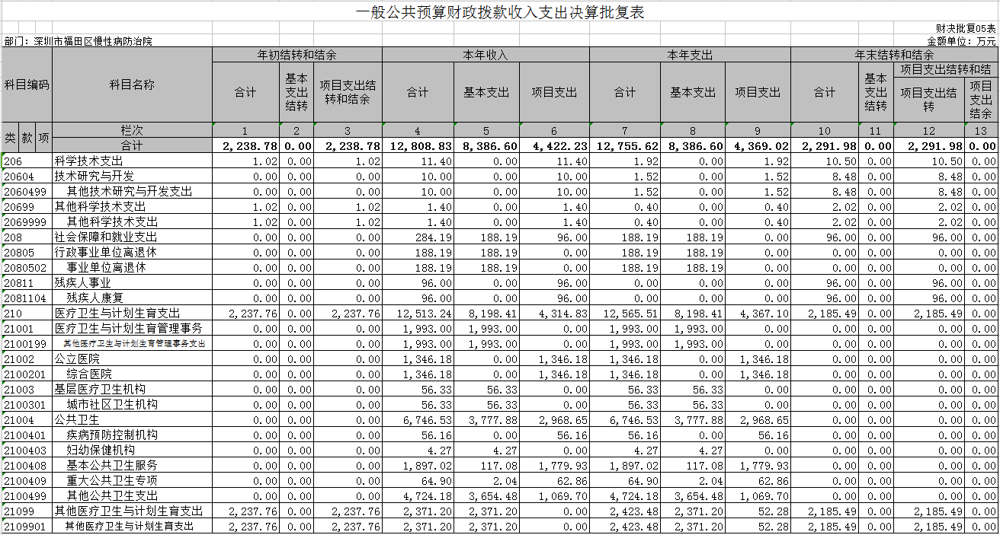 一般公共预算财政拨款收入支出决算批复表
财决批复05表
部门：深圳市福田区慢性病防治院 金额单位：万元
科目编码 科目名称 年初结转和结余 本年收入 本年支出 年末结转和结余
合计 基本支出结转 项目支出结转和结余 合计 基本支出 项目支出 合计 基本支出 项目支出 合计 基本支出结转 项目支出结转和结
项目支出结转 项目支出结余
类 款 项 栏次 1 2 3 4 5 6 7 8 9 10 11 12 13
合计 2,238.78 0.00 2,238.78 12,808.83 8,386.60 4,422.23 12,755.62 8,386.60 4,369.02 2,291.98 0.00 2,291.98 0.00
206 科学技术支出 1.02 0.00 1.02 11.40 0.00 11.40 1.92 0.00 1.92 10.50 0.00 10.50 0.00
20604 技术研究与开发 0.00 0.00 0.00 10.00 0.00 10.00 1.52 0.00 1.52 8.48 0.00 8.48 0.00
2060499 其他技术研究与开发支出 0.00 0.00 0.00 10.00 0.00 10.00 1.52 0.00 1.52 8.48 0.00 8.48 0.00
20699 其他科学技术支出 1.02 0.00 1.02 1.40 0.00 1.40 0.40 0.00 0.40 2.02 0.00 2.02 0.00
2069999 其他科学技术支出 1.02 0.00 1.02 1.40 0.00 1.40 0.40 0.00 0.40 2.02 0.00 2.02 0.00
208 社会保障和就业支出 0.00 0.00 0.00 284.19 188.19 96.00 188.19 188.19 0.00 96.00 0.00 96.00 0.00
20805 行政事业单位离退休 0.00 0.00 0.00 188.19 188.19 0.00 188.19 188.19 0.00 0.00 0.00 0.00 0.00
2080502 事业单位离退休 0.00 0.00 0.00 188.19 188.19 0.00 188.19 188.19 0.00 0.00 0.00 0.00 0.00
20811 残疾人事业 0.00 0.00 0.00 96.00 0.00 96.00 0.00 0.00 0.00 96.00 0.00 96.00 0.00
2081104 残疾人康复 0.00 0.00 0.00 96.00 0.00 96.00 0.00 0.00 0.00 96.00 0.00 96.00 0.00
210 医疗卫生与计划生育支出 2,237.76 0.00 2,237.76 12,513.24 8,198.41 4,314.83 12,565.51 8,198.41 4,367.10 2,185.49 0.00 2,185.49 0.00
21001 医疗卫生与计划生育管理事务 0.00 0.00 0.00 1,993.00 1,993.00 0.00 1,993.00 1,993.00 0.00 0.00 0.00 0.00 0.00
2100199 其他医疗卫生与计划生育管理事务支出 0.00 0.00 0.00 1,993.00 1,993.00 0.00 1,993.00 1,993.00 0.00 0.00 0.00 0.00 0.00
21002 公立医院 0.00 0.00 0.00 1,346.18 0.00 1,346.18 1,346.18 0.00 1,346.18 0.00 0.00 0.00 0.00
2100201 综合医院 0.00 0.00 0.00 1,346.18 0.00 1,346.18 1,346.18 0.00 1,346.18 0.00 0.00 0.00 0.00
21003 基层医疗卫生机构 0.00 0.00 0.00 56.33 56.33 0.00 56.33 56.33 0.00 0.00 0.00 0.00 0.00
2100301 城市社区卫生机构 0.00 0.00 0.00 56.33 56.33 0.00 56.33 56.33 0.00 0.00 0.00 0.00 0.00
21004 公共卫生 0.00 0.00 0.00 6,746.53 3,777.88 2,968.65 6,746.53 3,777.88 2,968.65 0.00 0.00 0.00 0.00
2100401 疾病预防控制机构 0.00 0.00 0.00 56.16 0.00 56.16 56.16 0.00 56.16 0.00 0.00 0.00 0.00
2100403 妇幼保健机构 0.00 0.00 0.00 4.27 4.27 0.00 4.27 4.27 0.00 0.00 0.00 0.00 0.00
2100408 基本公共卫生服务 0.00 0.00 0.00 1,897.02 117.08 1,779.93 1,897.02 117.08 1,779.93 0.00 0.00 0.00 0.00
2100409 重大公共卫生专项 0.00 0.00 0.00 64.90 2.04 62.86 64.90 2.04 62.86 0.00 0.00 0.00 0.00
2100499 其他公共卫生支出 0.00 0.00 0.00 4,724.18 3,654.48 1,069.70 4,724.18 3,654.48 1,069.70 0.00 0.00 0.00 0.00
21099 其他医疗卫生与计划生育支出 2,237.76 0.00 2,237.76 2,371.20 2,371.20 0.00 2,423.48 2,371.20 52.28 2,185.49 0.00 2,185.49 0.00
2109901 其他医疗卫生与计划生育支出 2,237.76 0.00 2,237.76 2,371.20 2,371.20 0.00 2,423.48 2,371.20 52.28 2,185.49 0.00 2,185.49 0.00